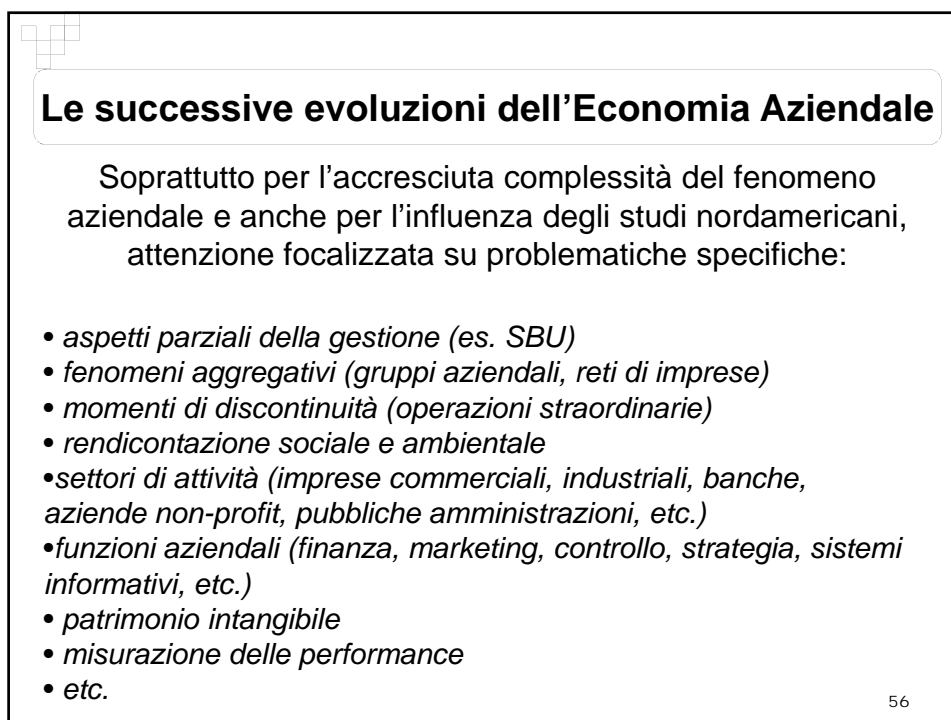 Le successive evoluzioni dell’Economia Aziendale
Soprattutto per l’accresciuta complessità del fenomeno
aziendale e anche per l’influenza degli studi nordamericani,
attenzione focalizzata su problematiche specifiche:
• aspetti parziali della gestione (es. SBU)
• fenomeni aggregativi (gruppi aziendali, reti di imprese)
• momenti di discontinuità (operazioni straordinarie)
• rendicontazione sociale e ambientale
•settori di attività (imprese commerciali, industriali, banche,
aziende non-profit, pubbliche amministrazioni, etc.)
•funzioni aziendali (finanza, marketing, controllo, strategia, sistemi
informativi, etc.)
• patrimonio intangibile
• misurazione delle performance
• etc.
56